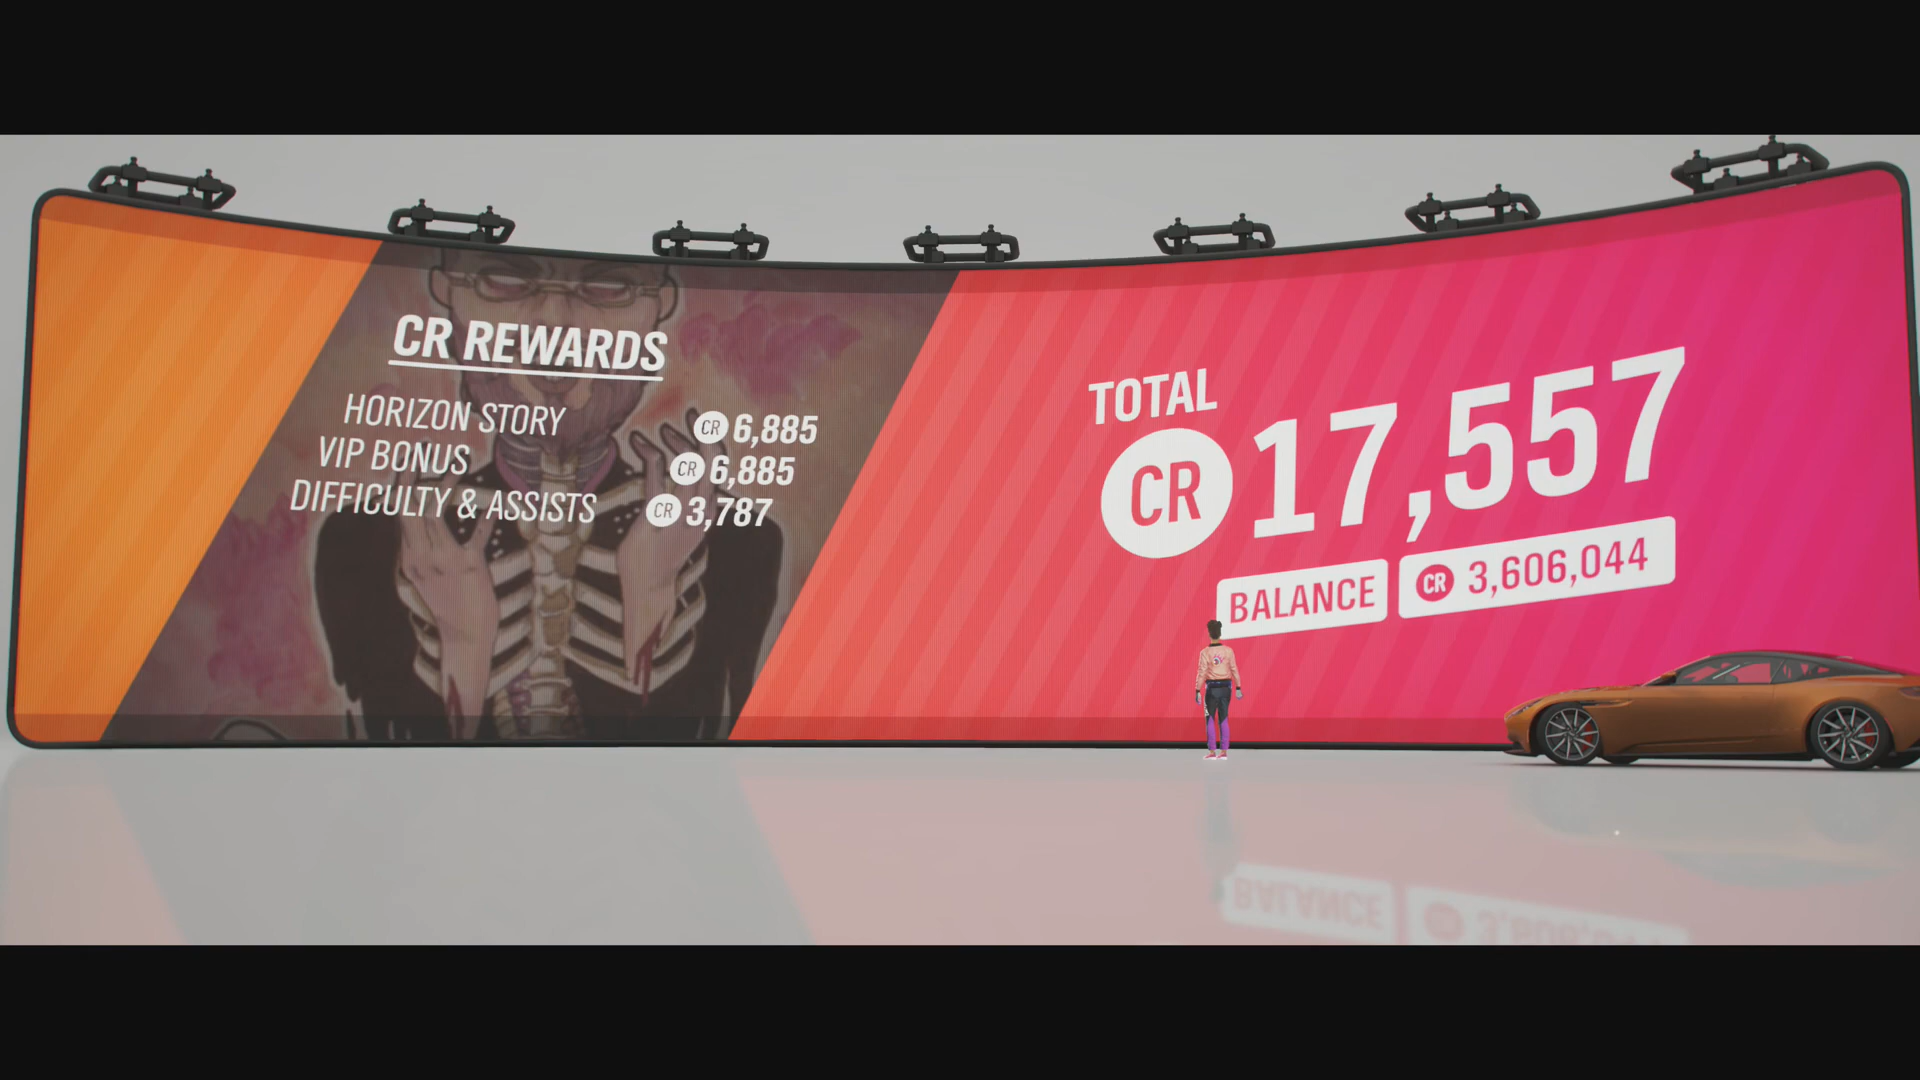 CR REWARDS
HORIZON STORY CR 6,885
VIP BONUS CR 6,885
DIFFICULTY & ASSISTS CR 3,787
TOTAL
CR 17,557
BALANCE CR 3,606,044